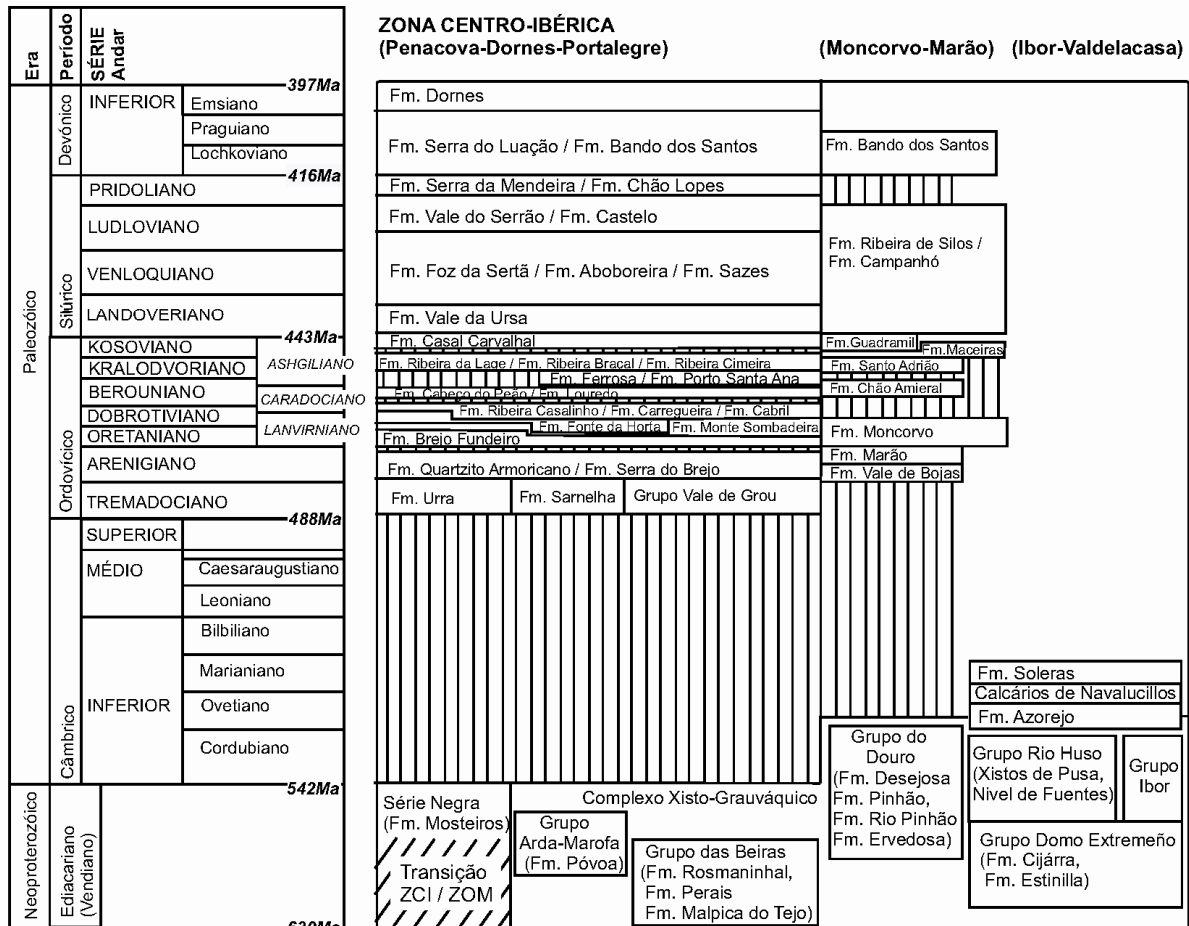 ZONA CENTRO-IBÉRICA
(Penacova-Dornes-Portalegre)
(Moncorvo-Marão)
(Ibor-Valdelacasa)
Era
Período
SÉRIE
Andar
397Ma
Paleozóico
Devónico
INFERIOR
Emsiano
Praguiano
Lochkoviano
416Ma
Silúrico
PRIDOLIANO
LUDLOVIANO
VENLOQUIANO
LANDOVERIANO
443Ma
Ordovícico
KOSOVIANO
KRALODVORIANO
BEROUNIANO
DOBROTIVIANO
ORETANIANO
ARENIGIANO
TREMADOCIANO
ASHGILIANO
CARADOCIANO
LANVIRNIANO
488Ma
Câmbrico
SUPERIOR
MÉDIO
Caesaraugustiano
Leoniano
INFERIOR
Bilbiliano
Marianiano
Ovetiano
Cordubiano
542Ma
Neoproterozóico
Ediacariano
(Vendiano)
630Ma
Fm. Dornes
Fm. Serra do Luação / Fm. Bando dos Santos
Fm. Serra da Mendeira / Fm. Chão Lopes
Fm. Vale do Serrão / Fm. Castelo
Fm. Foz da Sertã / Fm. Aboboreira / Fm. Sazes
Fm. Vale da Ursa
Fm. Casal Carvalhal
Fm. Ribeira da Lage / Fm. Ribeira Braçal / Fm. Ribeira Cimeira
Fm. Ferrosa / Fm. Porto Santa Ana
Fm. Cabeço do Peão / Fm. Louredo
Fm. Ribeira Casalinho / Fm. Carregueira / Fm. Cabril
Fm. Fonte da Horta
Fm. Monte Sombadeira
Fm. Brejo Fundeiro
Fm. Quartzito Armoricano / Fm. Serra do Brejo
Fm. Urra
Fm. Sarnelha
Grupo Vale de Grou
Série Negra
(Fm. Mosteiros)
Transição
ZCI / ZOM
Complexo Xisto-Grauváquico
Grupo
Arda-Marofa
(Fm. Póvoa)
Grupo das Beiras
(Fm. Rosmaninhal,
Fm. Perais
Fm. Malpica do Tejo)
Fm. Bando dos Santos
Fm. Ribeira de Silos /
Fm. Campanhó
Fm.Guadramil
Fm.Maceiras
Fm. Santo Adrião
Fm. Chão Amieral
Fm. Moncorvo
Fm. Marão
Fm. Vale de Bojas
Grupo do
Douro
(Fm. Desejosa
Fm. Pinhão,
Fm. Rio Pinhão
Fm. Ervedosa)
Fm. Soleras
Calcários de Navalucillos
Fm. Azorejo
Grupo Rio Huso
(Xistos de Pusa,
Nivel de Fuentes)
Grupo
Ibor
Grupo Domo Extremeño
(Fm. Cijárra,
Fm. Estinilla)